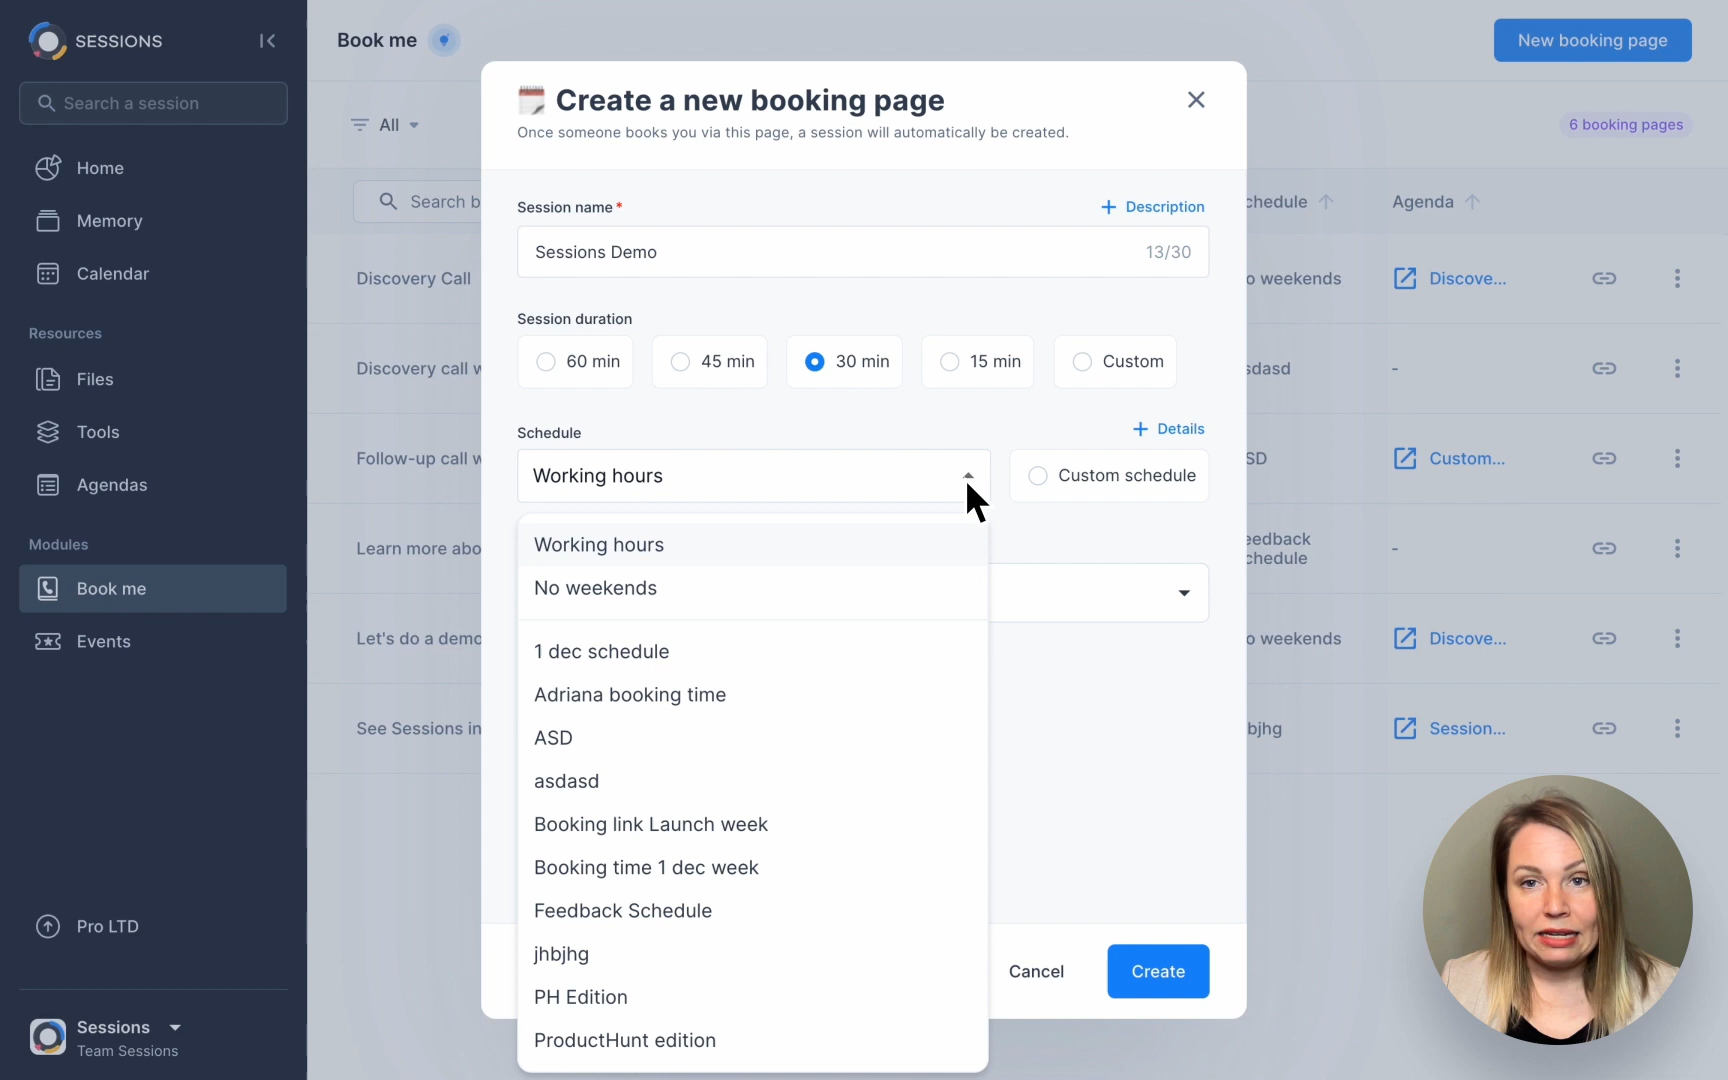 SESSIONS
Search a session
Home
Memory
Calendar
Resources
Files
Tools
Agendas
Modules
Book me
Events
Pro LTD
Sessions
Team Sessions
Book me
New booking page
All
6 booking pages
Search b
chedule
Agenda
Discovery Call
o weekends
Discove...
Discovery call w
sdasd
-
Follow-up call w
SD
Custom...
Learn more abo
eedback
chedule
-
Let's do a demo
o weekends
Discove...
See Sessions in
bjhg
Session...
Create a new booking page
Once someone books you via this page, a session will automatically be created.
Session name*
+ Description
Sessions Demo
13/30
Session duration
60 min
45 min
30 min
15 min
Custom
Schedule
+ Details
Working hours
Custom schedule
Working hours
No weekends
1 dec schedule
Adriana booking time
ASD
asdasd
Booking link Launch week
Booking time 1 dec week
Feedback Schedule
jhbjhg
PH Edition
ProductHunt edition
Cancel
Create